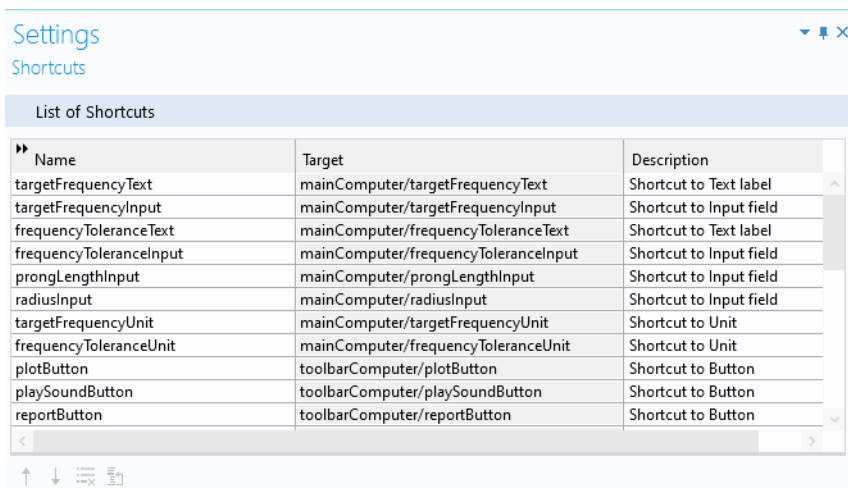 Settings
Shortcuts
List of Shortcuts
Name Target Description
targetFrequencyText mainComputer/targetFrequencyText Shortcut to Text label
targetFrequencyInput mainComputer/targetFrequencyInput Shortcut to Input field
frequencyToleranceText mainComputer/frequencyToleranceText Shortcut to Text label
frequencyToleranceInput mainComputer/frequencyToleranceInput Shortcut to Input field
prongLengthInput mainComputer/prongLengthInput Shortcut to Input field
radiusInput mainComputer/radiusInput Shortcut to Input field
targetFrequencyUnit mainComputer/targetFrequencyUnit Shortcut to Unit
frequencyToleranceUnit mainComputer/frequencyToleranceUnit Shortcut to Unit
plotButton toolbarComputer/plotButton Shortcut to Button
playSoundButton toolbarComputer/playSoundButton Shortcut to Button
reportButton toolbarComputer/reportButton Shortcut to Button